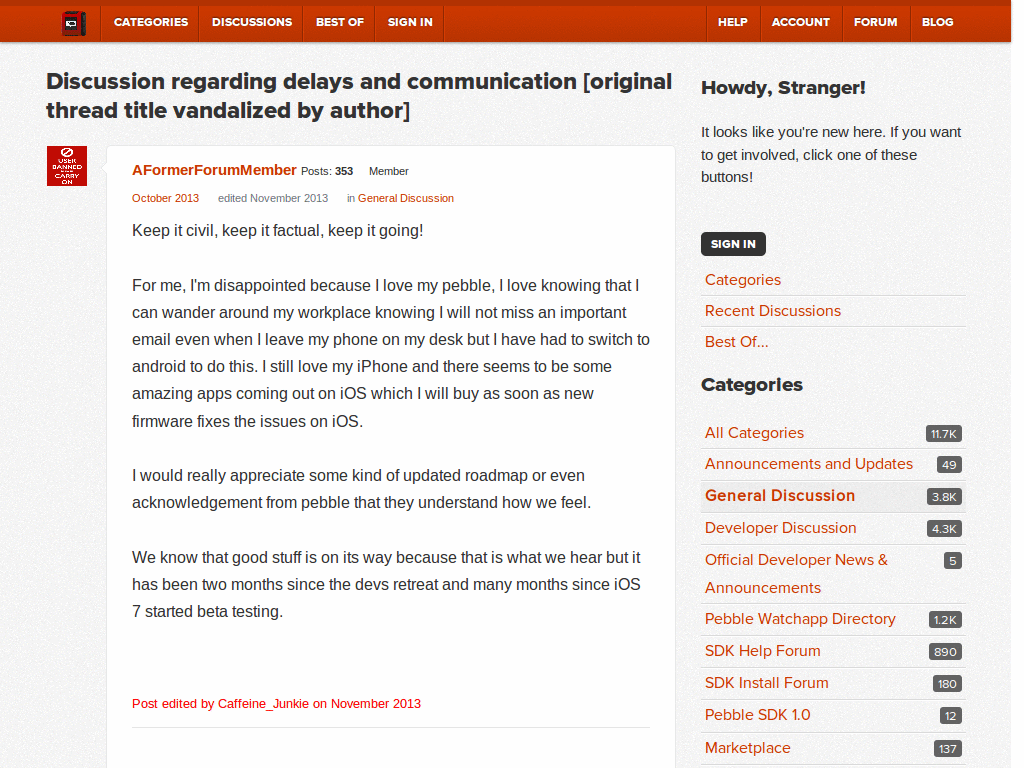 CATEGORIES DISCUSSIONS BEST OF SIGN IN HELP ACCOUNT FORUM BLOG
Discussion regarding delays and communication [original
thread title vandalized by author]
USER
BANNED
CARRY
ON
AFormerForumMember Posts: 353 Member
October 2013 edited November 2013 in General Discussion
Keep it civil, keep it factual, keep it going!
For me, I'm disappointed because I love my pebble, I love knowing that I
can wander around my workplace knowing I will not miss an important
email even when I leave my phone on my desk but I have had to switch to
android to do this. I still love my iPhone and there seems to be some
amazing apps coming out on iOS which I will buy as soon as new
firmware fixes the issues on iOS.
I would really appreciate some kind of updated roadmap or even
acknowledgement from pebble that they understand how we feel.
We know that good stuff is on its way because that is what we hear but it
has been two months since the devs retreat and many months since iOS
7 started beta testing.
Post edited by Caffeine_Junkie on November 2013
Howdy, Stranger!
It looks like you're new here. If you want
to get involved, click one of these
buttons!
SIGN IN
Categories
Recent Discussions
Best Of...
Categories
All Categories 11.7K
Announcements and Updates 49
General Discussion 3.8K
Developer Discussion 4.3K
Official Developer News & 5
Announcements
Pebble Watchapp Directory 1.2K
SDK Help Forum 890
SDK Install Forum 180
Pebble SDK 1.0 12
Marketplace 137